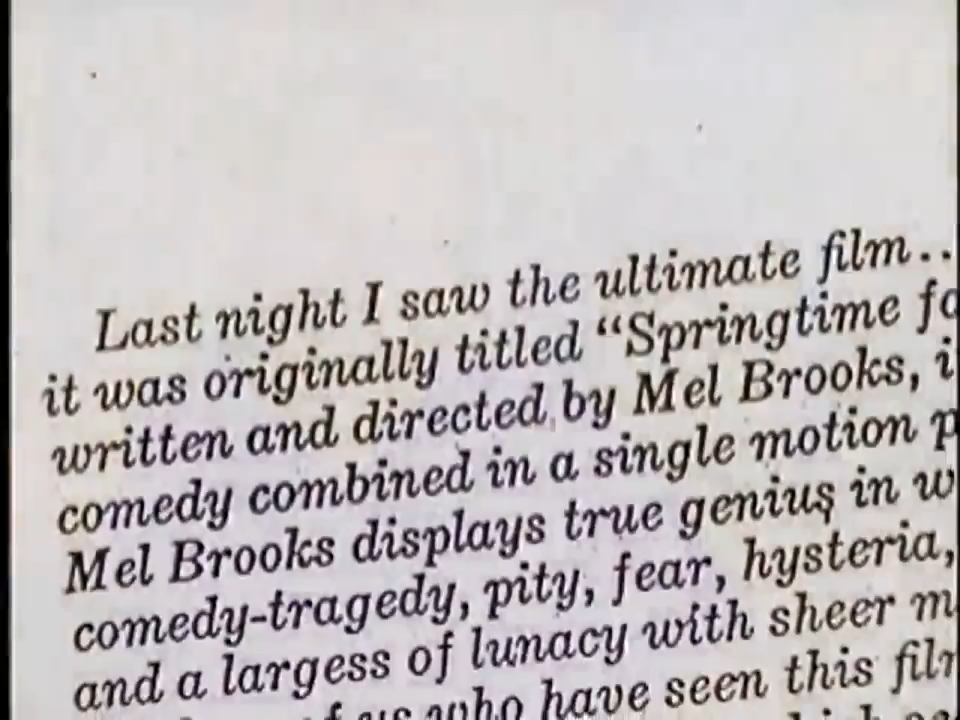 Last night I saw the ultimate film..
it was originally titled “Springtime
written and directed by Mel Brooks,
comedy combined in a single motion
Mel Brooks displays true genius in
comedy-tragedy, pity, fear, hysteria,
and a largess of lunacy with sheer
who have seen this